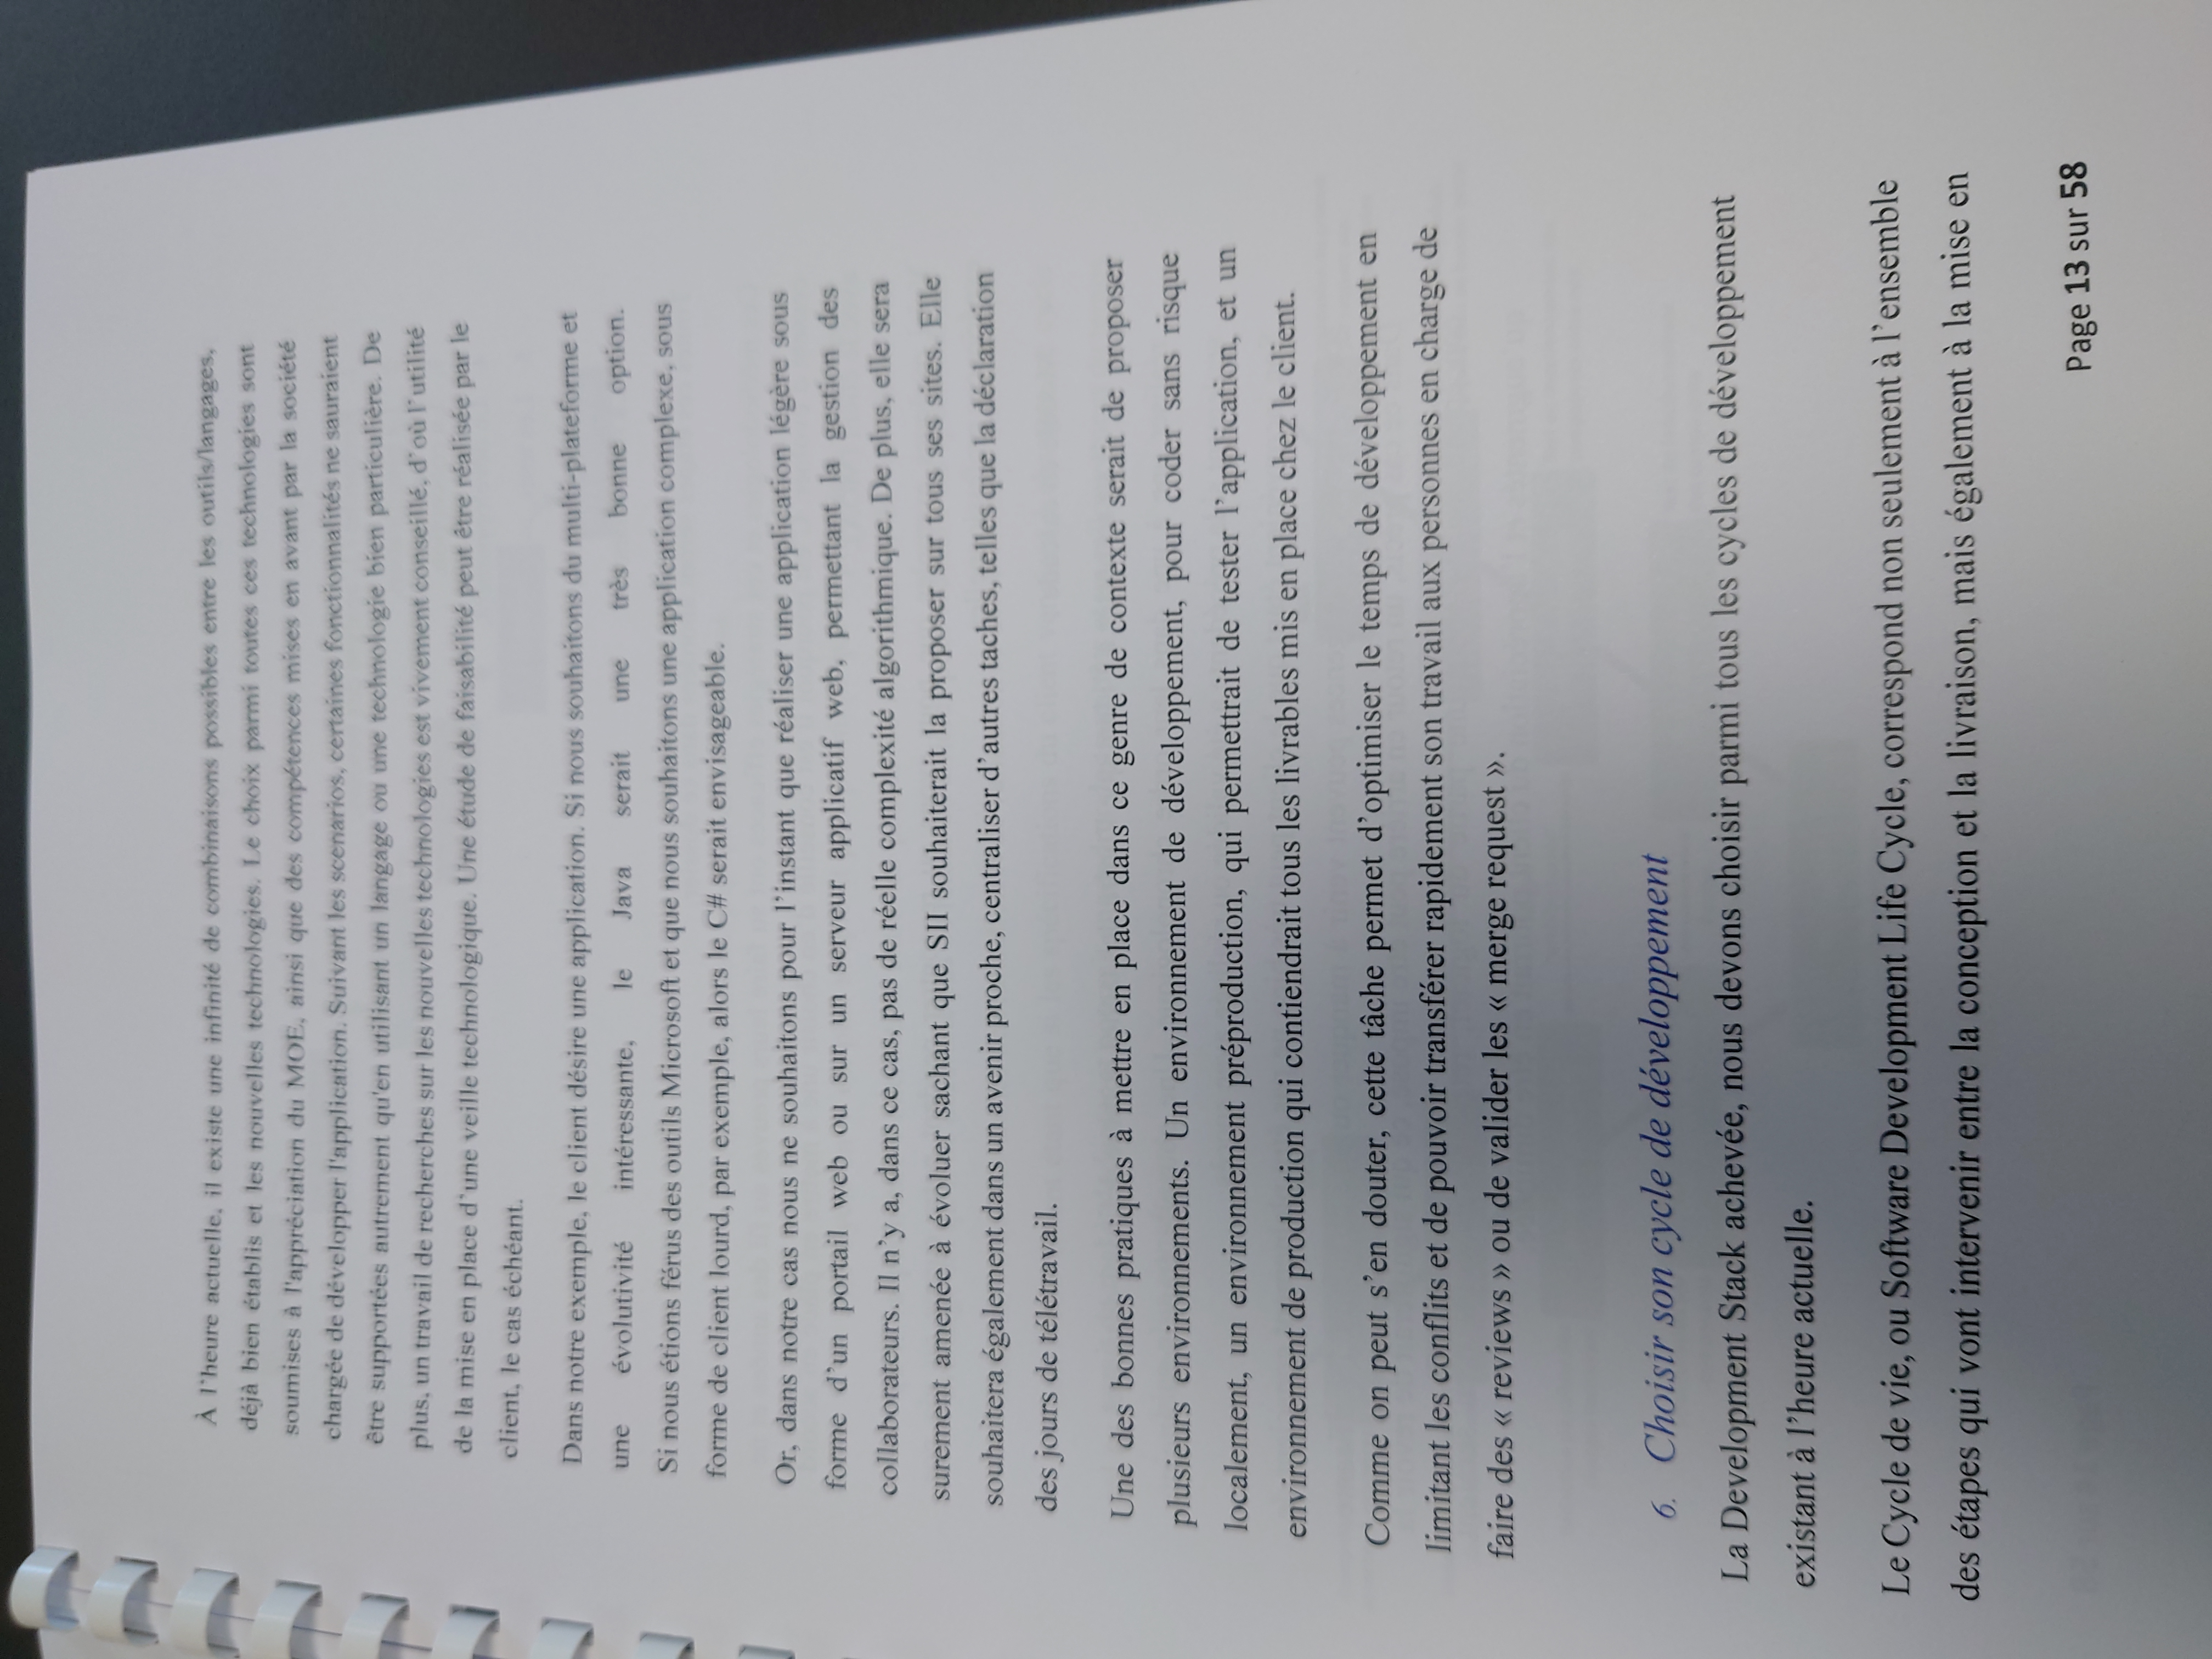 À l'heure actuelle, il existe une infinité de combinaisons possibles entre les outils/langages,
déjà bien établis et les nouvelles technologies. Le choix parmi toutes ces technologies sont
soumises à l'appréciation du MOE, ainsi que des compétences mises en avant par la société
chargée de développer l'application. Suivant les scenarios, certaines fonctionnalités ne sauraient
être supportées autrement qu'en utilisant un langage ou une technologie bien particulière. De
plus, un travail de recherches sur les nouvelles technologies est vivement conseillé, d'où l'utilité
de la mise en place d'une veille technologique. Une étude de faisabilité peut être réalisée par le
client, le cas échéant.
Dans notre exemple, le client désire une application. Si nous souhaitons du multi-plateforme et
une évolutivité intéressante, le Java serait une très bonne option.
Si nous étions férus des outils Microsoft et que nous souhaitons une application complexe, sous
forme de client lourd, par exemple, alors le C# serait envisageable.
Or, dans notre cas nous ne souhaitons pour l'instant que réaliser une application légère sous
forme d'un portail web ou sur un serveur applicatif web, permettant la gestion des
collaborateurs. Il n'y a, dans ce cas, pas de réelle complexité algorithmique. De plus, elle sera
surement amenée à évoluer sachant que SII souhaiterait la proposer sur tous ses sites. Elle
souhaitera également dans un avenir proche, centraliser d'autres taches, telles que la déclaration
des jours de télétravail.
Une des bonnes pratiques à mettre en place dans ce genre de contexte serait de proposer
plusieurs environnements. Un environnement de développement, pour coder sans risque
localement, un environnement préproduction, qui permettrait de tester l'application, et un
environnement de production qui contiendrait tous les livrables mis en place chez le client.
Comme on peut s'en douter, cette tâche permet d'optimiser le temps de développement en
limitant les conflits et de pouvoir transférer rapidement son travail aux personnes en charge de
faire des « reviews » ou de valider les « merge request ».
6. Choisir son cycle de développement
La Development Stack achevée, nous devons choisir parmi tous les cycles de développement
existant à l'heure actuelle.
Le Cycle de vie, ou Software Development Life Cycle, correspond non seulement à l'ensemble
des étapes qui vont intervenir entre la conception et la livraison, mais également à la mise en
Page 13 sur 58